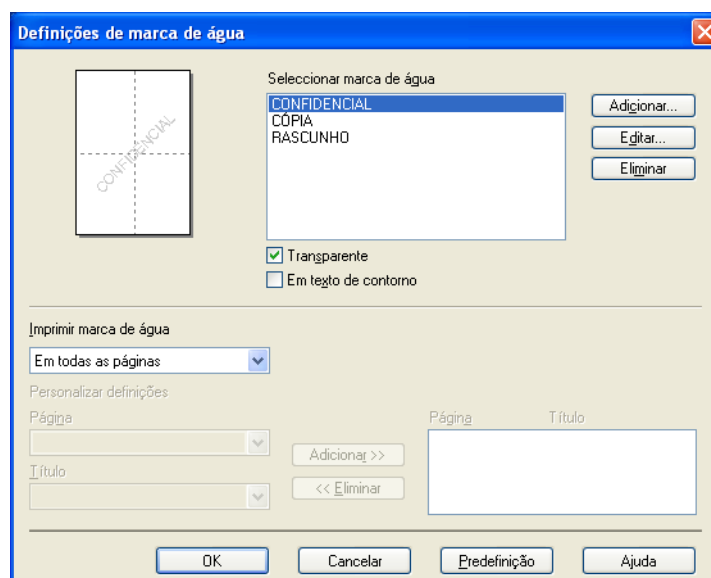 Definições de marca de água
Seleccionar marca de água
CONFIDENCIAL
CONFIDENCIAL
CÓPIA
RASCUNHO
Adicionar...
Editar...
Eliminar
Transparente
Em texto de contorno
Imprimir marca de água
Em todas as páginas
Personalizar definições
Página
Título
Adicionar >>
<< Eliminar
Página Título
OK Cancelar Predefinição Ajuda